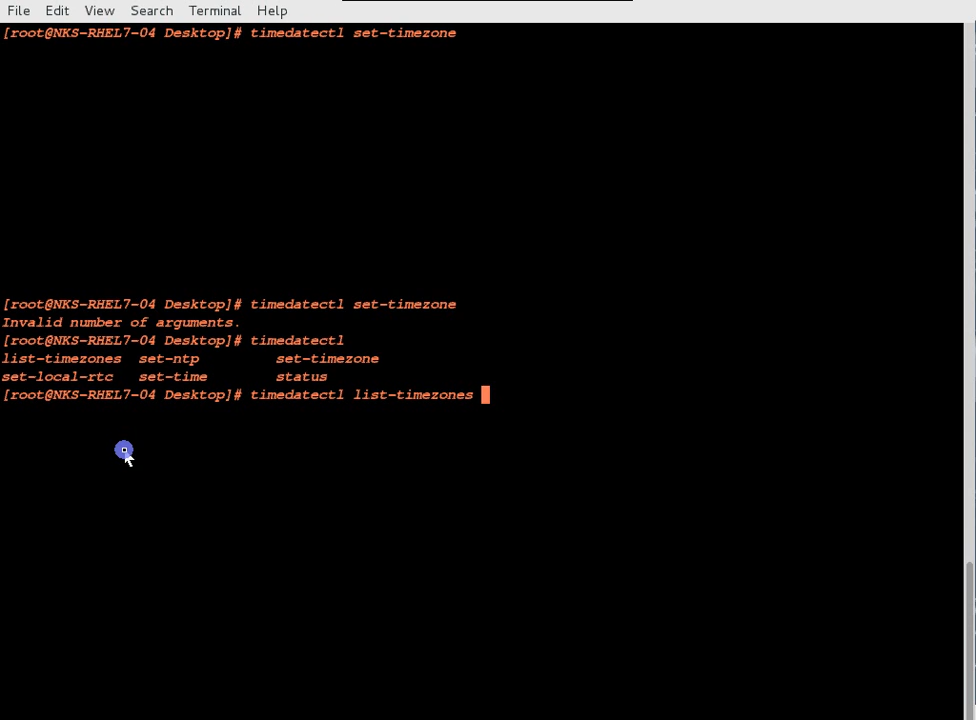 File Edit View Search Terminal Help
[root@NKS-RHEL7-04 Desktop]# timedatectl set-timezone
[root@NKS-RHEL7-04 Desktop]# timedatectl set-timezone
Invalid number of arguments.
[root@NKS-RHEL7-04 Desktop]# timedatectl
list-timezones set-ntp set-timezone
set-local-rtc set-time status
[root@NKS-RHEL7-04 Desktop]# timedatectl list-timezones